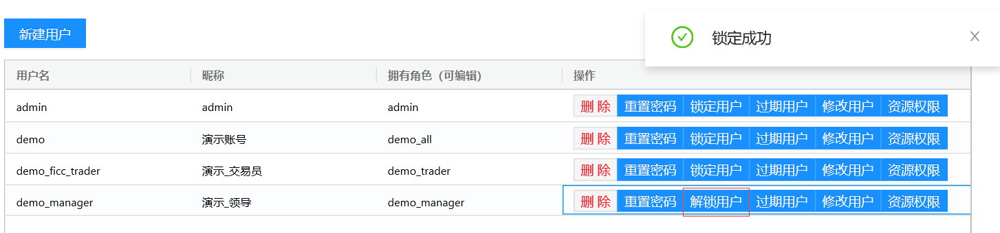 新建用户
锁定成功
用户名 昵称 拥有角色（可编辑） 操作
admin admin admin 删 除 重置密码 锁定用户 过期用户 修改用户 资源权限
demo 演示账号 demo_all 删 除 重置密码 锁定用户 过期用户 修改用户 资源权限
demo_ficc_trader 演示_交易员 demo_trader 删 除 重置密码 锁定用户 过期用户 修改用户 资源权限
demo_manager 演示_领导 demo_manager 删 除 重置密码 解锁用户 过期用户 修改用户 资源权限